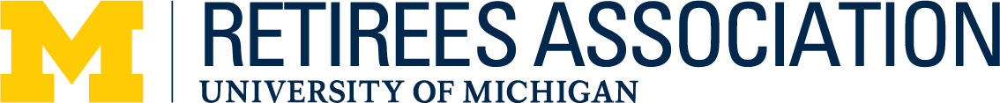 M
RETIREES ASSOCIATION
UNIVERSITY OF MICHIGAN